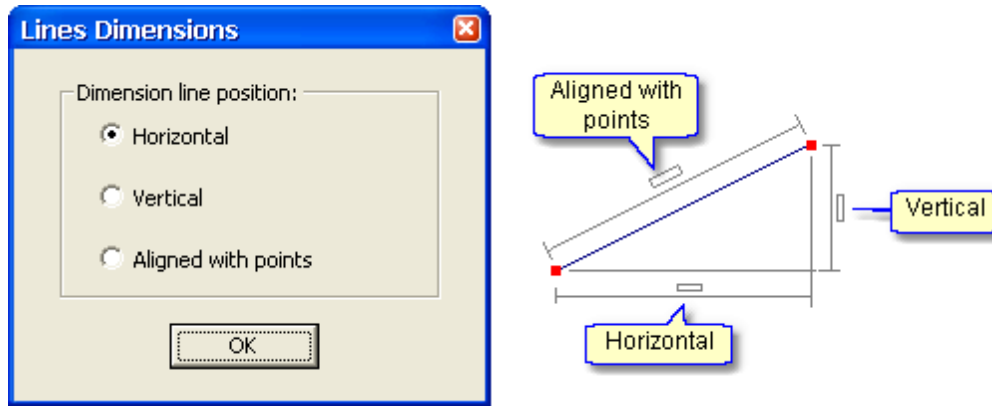 Lines Dimensions
Dimension line position:
Horizontal
Vertical
Aligned with points
OK
Aligned with
points
Vertical
Horizontal